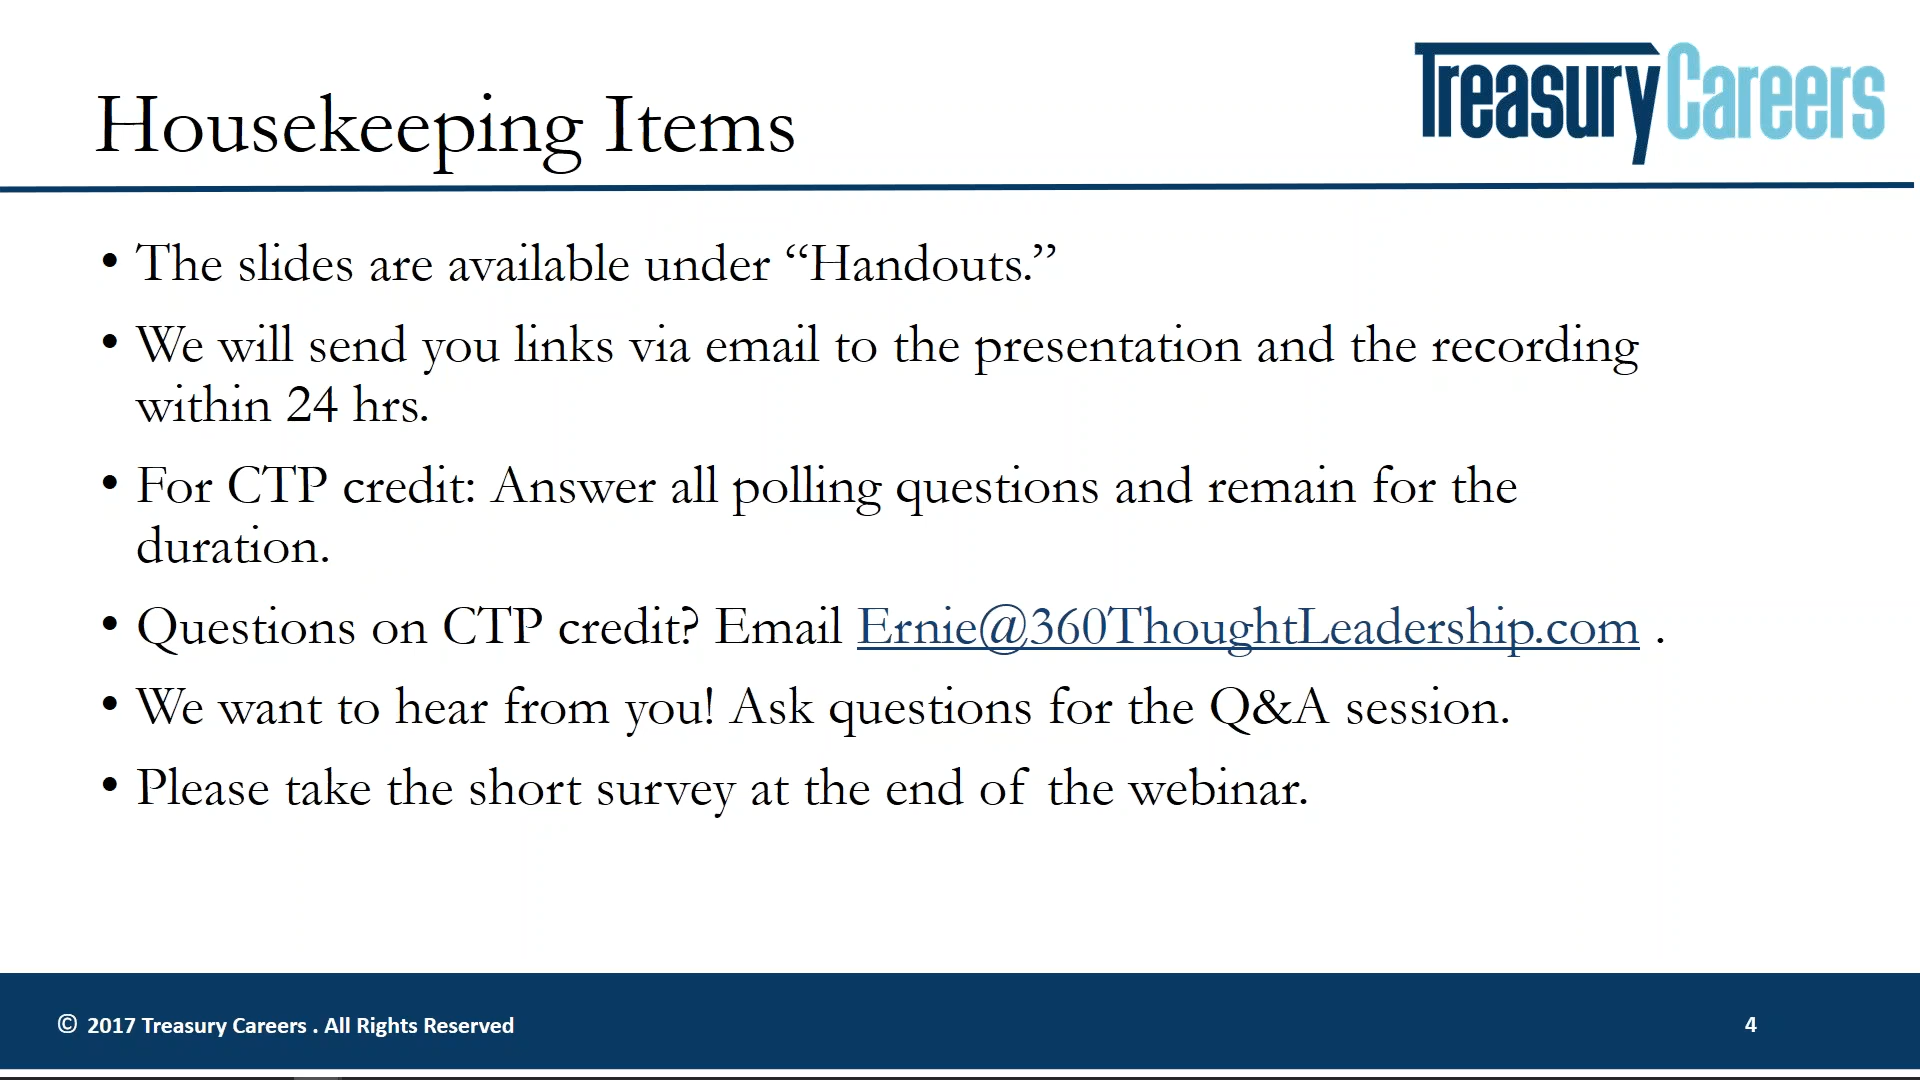 TreasuryCareers
Housekeeping Items
• The slides are available under “Handouts.”
• We will send you links via email to the presentation and the recording
within 24 hrs.
• For CTP credit: Answer all polling questions and remain for the
duration.
• Questions on CTP credit? Email Ernie@360ThoughtLeadership.com .
• We want to hear from you! Ask questions for the Q&A session.
• Please take the short survey at the end of the webinar.
© 2017 Treasury Careers . All Rights Reserved
4